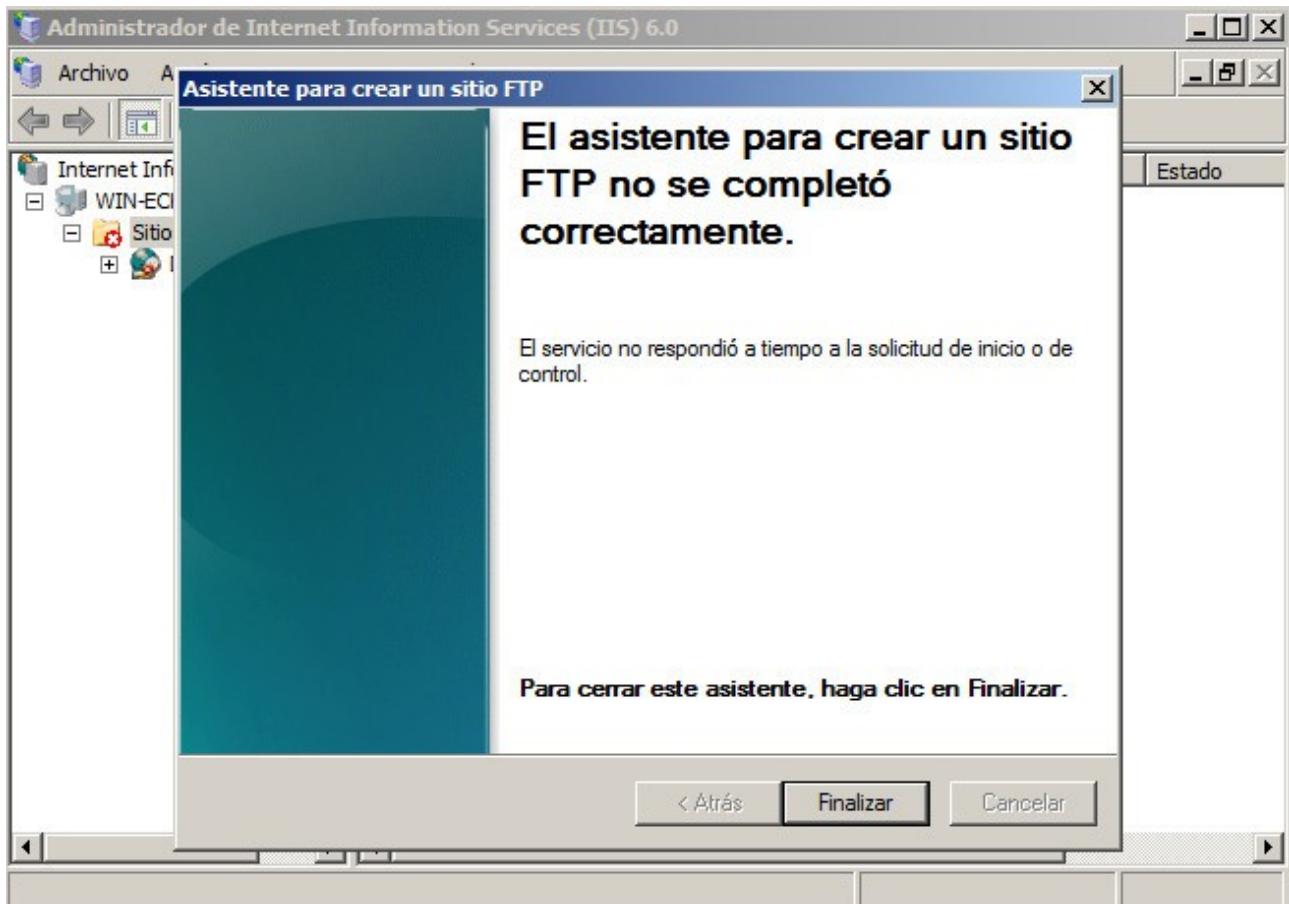 Administrador de Internet Information Services (IIS) 6.0
Archivo
Asistente para crear un sitio FTP
El asistente para crear un sitio
FTP no se completó
correctamente.
Internet Inf
Estado
WIN-ECI
Sitio
El servicio no respondió a tiempo a la solicitud de inicio o de
control.
Para cerrar este asistente, haga clic en Finalizar.
< Atrás
Finalizar
Cancelar